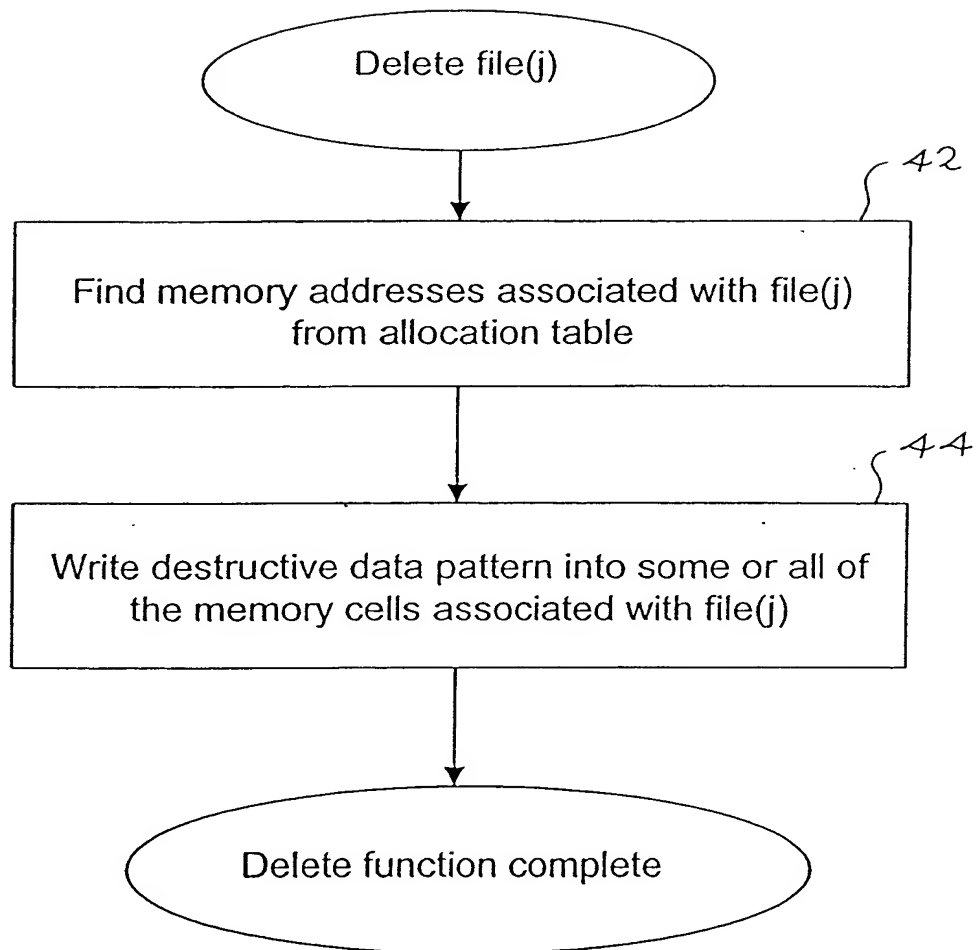 Delete file(j)
42
Find memory addresses associated with file(j)
from allocation table
44
Write destructive data pattern into some or all of
the memory cells associated with file(j)
Delete function complete